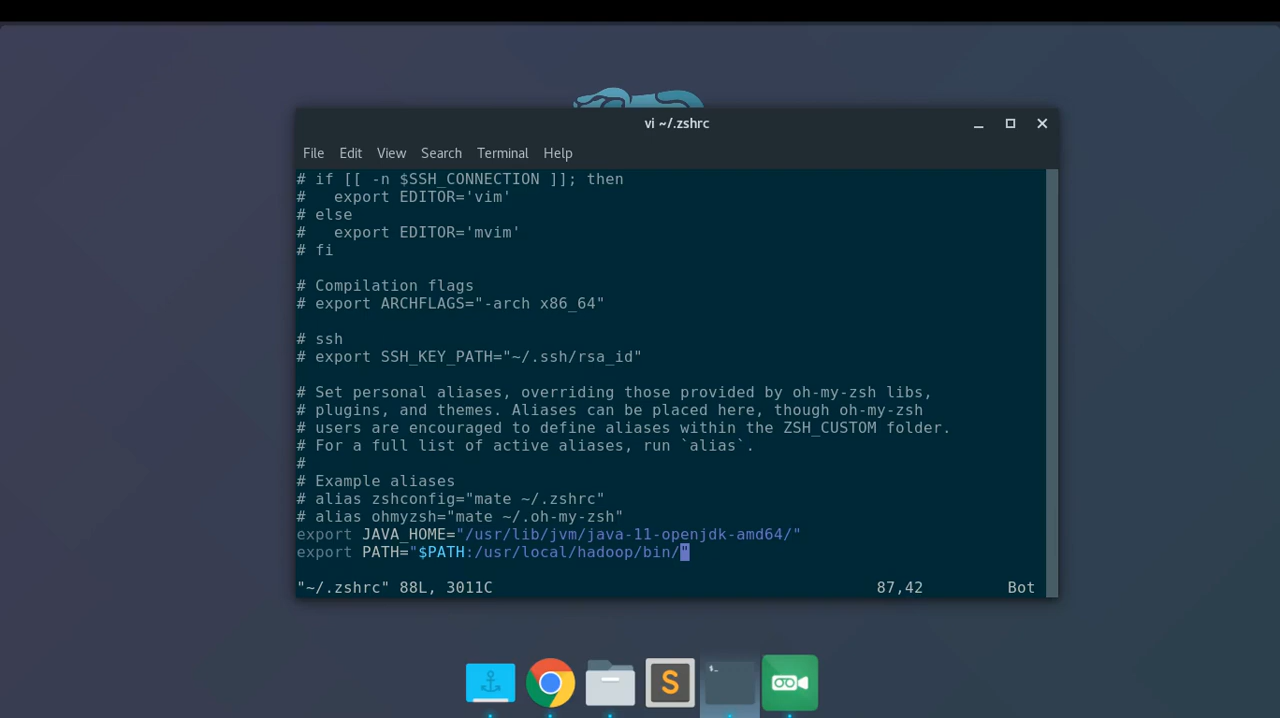 vi ~/.zshrc
File Edit View Search Terminal Help
# if [[ -n $SSH_CONNECTION ]]; then
#   export EDITOR='vim'
# else
#   export EDITOR='mvim'
# fi
# Compilation flags
# export ARCHFLAGS="-arch x86_64"
# ssh
# export SSH_KEY_PATH="~/.ssh/rsa_id"
# Set personal aliases, overriding those provided by oh-my-zsh libs,
# plugins, and themes. Aliases can be placed here, though oh-my-zsh
# users are encouraged to define aliases within the ZSH_CUSTOM folder.
# For a full list of active aliases, run `alias`.
#
# Example aliases
# alias zshconfig="mate ~/.zshrc"
# alias ohmyzsh="mate ~/.oh-my-zsh"
export JAVA_HOME="/usr/lib/jvm/java-11-openjdk-amd64/"
export PATH="$PATH:/usr/local/hadoop/bin/"
"~/.zshrc" 88L, 3011C 87,42 Bot
S
$_